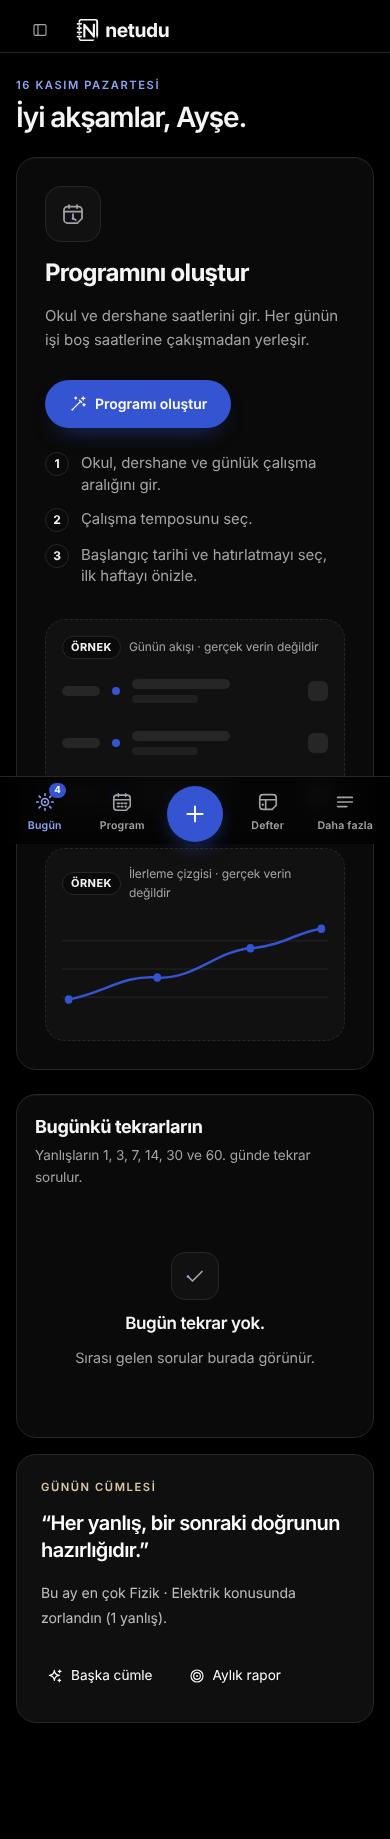 netudu
16 KASIM PAZARTESİ
İyi akşamlar, Ayşe.
Programını oluştur
Okul ve dershane saatlerini gir. Her günün
işi boş saatlerine çakışmadan yerleşir.
Programı oluştur
1 Okul, dershane ve günlük çalışma
aralığını gir.
2 Çalışma temposunu seç.
3 Başlangıç tarihi ve hatırlatmayı seç,
ilk haftayı önizle.
ÖRNEK Günün akışı · gerçek verin değildir
4
Bugün
Program
Defter
Daha fazla
ÖRNEK
İlerleme çizgisi · gerçek verin
değildir
Bugünkü tekrarların
Yanlışların 1, 3, 7, 14, 30 ve 60. günde tekrar
sorulur.
Bugün tekrar yok.
Sırası gelen sorular burada görünür.
GÜNÜN CÜMLESİ
“Her yanlış, bir sonraki doğrunun
hazırlığıdır.”
Bu ay en çok Fizik · Elektrik konusunda
zorlandın (1 yanlış).
Başka cümle
Aylık rapor